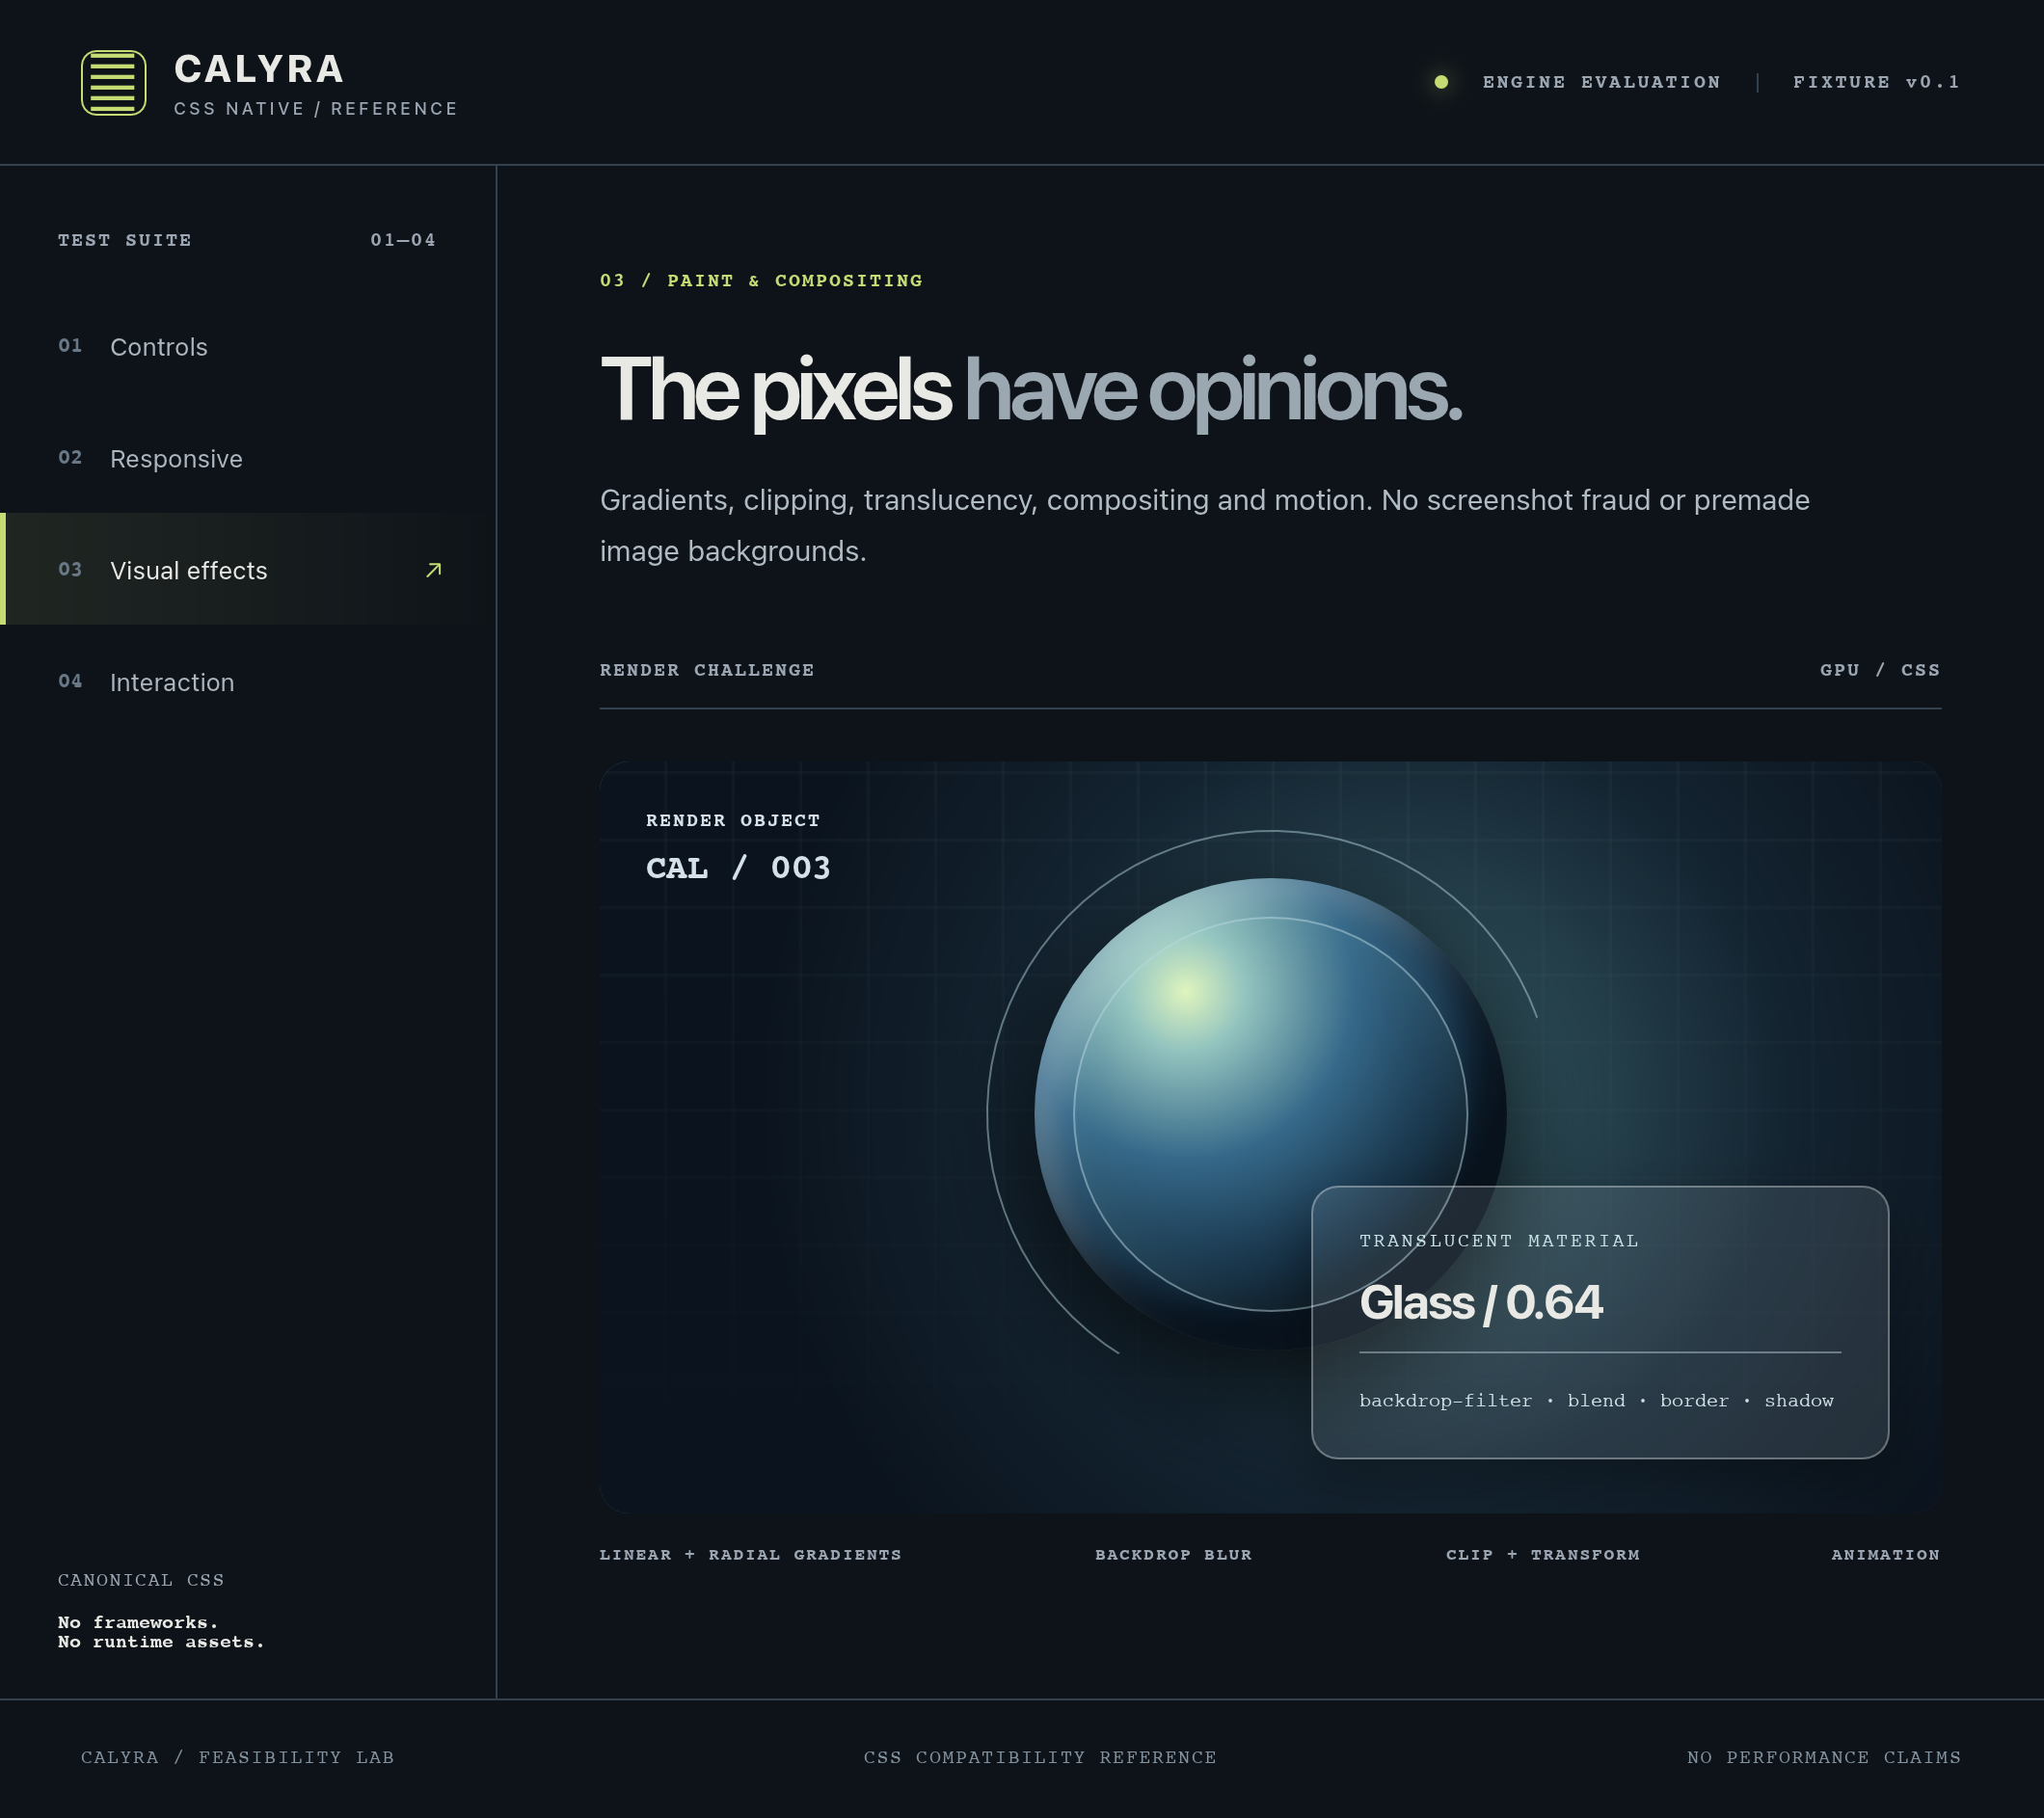 CALYRA
CSS NATIVE / REFERENCE
ENGINE EVALUATION | FIXTURE v0.1
TEST SUITE 01—04
01 Controls
02 Responsive
03 Visual effects ↗
04 Interaction
CANONICAL CSS
No frameworks.
No runtime assets.
03 / PAINT & COMPOSITING
The pixels have opinions.
Gradients, clipping, translucency, compositing and motion. No screenshot fraud or premade
image backgrounds.
RENDER CHALLENGE GPU / CSS
RENDER OBJECT
CAL / 003
TRANSLUCENT MATERIAL
Glass / 0.64
backdrop-filter · blend · border · shadow
LINEAR + RADIAL GRADIENTS BACKDROP BLUR CLIP + TRANSFORM ANIMATION
CALYRA / FEASIBILITY LAB CSS COMPATIBILITY REFERENCE NO PERFORMANCE CLAIMS